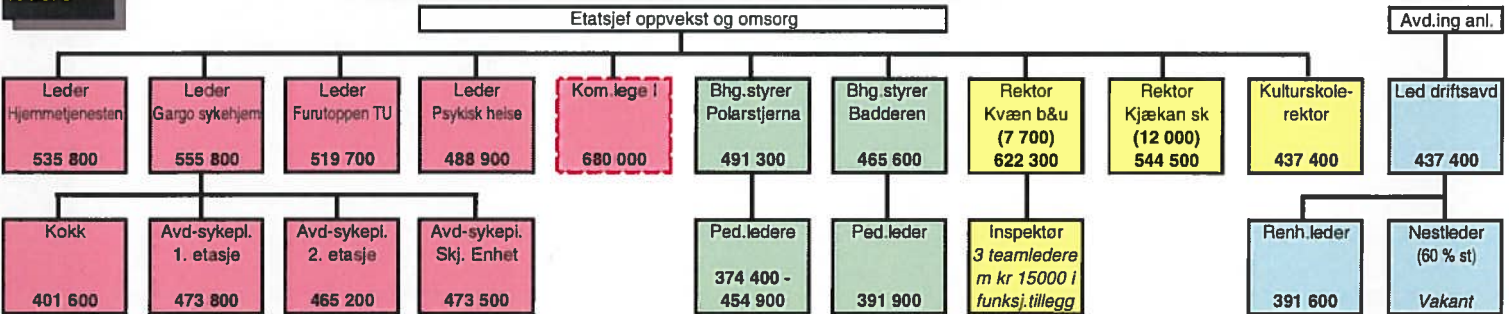 Etatsjef oppvekst og omsorg
Avd.ing anl.
Leder
Hjemmetjenesten
535 800
Leder
Gargo sykehjem
555 800
Leder
Furutoppen TU
519 700
Leder
Psykisk helse
488 900
Kom.lege I
680 000
Bhg.styrer
Polarstjerna
491 300
Bhg.styrer
Badderen
465 600
Rektor
Kvæn b&u
(7 700)
622 300
Rektor
Kjækan sk
(12 000)
544 500
Kulturskole-
rektor
437 400
Led driftsavd
437 400
Kokk
401 600
Avd-sykepl.
1. etasje
473 800
Avd-sykepl.
2. etasje
465 200
Avd-sykepl.
Skj. Enhet
473 500
Ped.ledere
374 400 -
454 900
Ped.leder
391 900
Inspektør
3 teamledere
m kr 15000 i
funksj.tillegg
Renh.leder
391 600
Nestleder
(60 % st)
Vakant